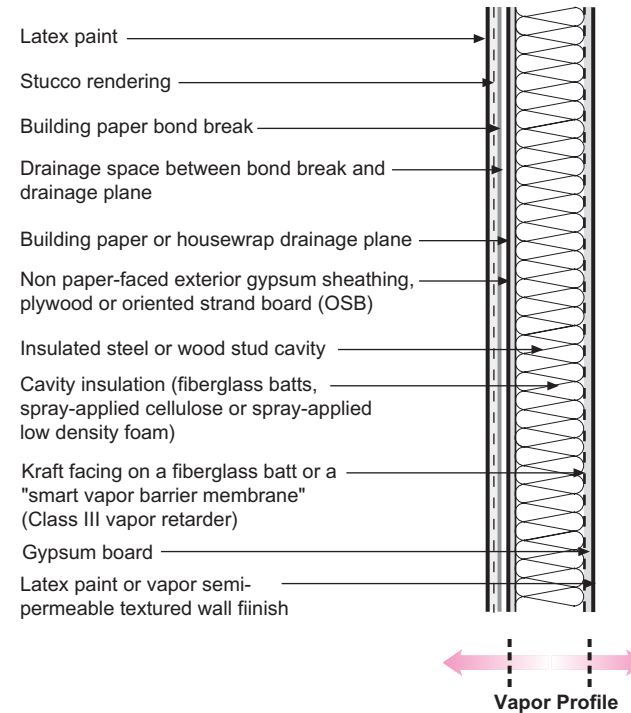 Latex paint
Stucco rendering
Building paper bond break
Drainage space between bond break and
drainage plane
Building paper or housewrap drainage plane
Non paper-faced exterior gypsum sheathing,
plywood or oriented strand board (OSB)
Insulated steel or wood stud cavity
Cavity insulation (fiberglass batts,
spray-applied cellulose or spray-applied
low density foam)
Kraft facing on a fiberglass batt or a
"smart vapor barrier membrane"
(Class III vapor retarder)
Gypsum board
Latex paint or vapor semi-
permeable textured wall fiinish
Vapor Profile